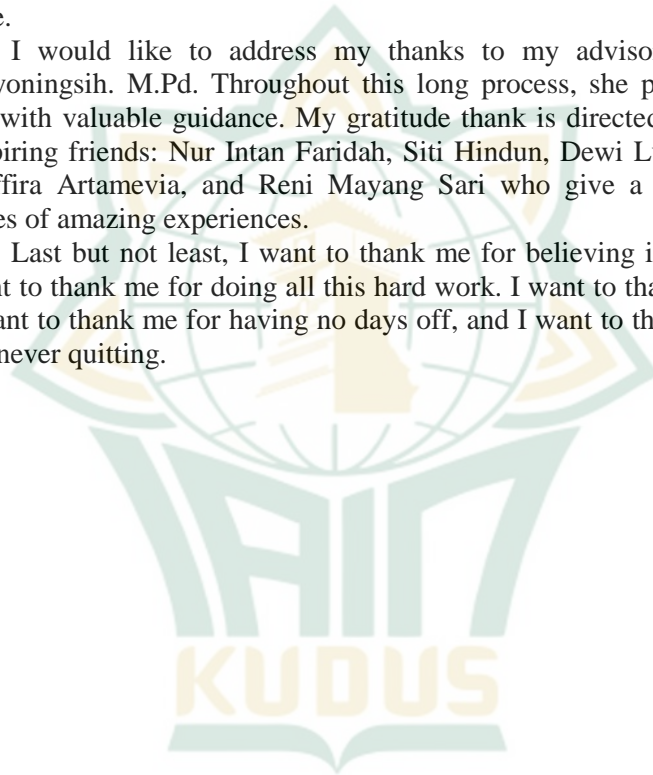 e.
I would like to address my thanks to my adviso
yoningsih. M.Pd. Throughout this long process, she p
with valuable guidance. My gratitude thank is directed
piring friends: Nur Intan Faridah, Siti Hindun, Dewi L
ffira Artamevia, and Reni Mayang Sari who give a
es of amazing experiences.
Last but not least, I want to thank me for believing i
nt to thank me for doing all this hard work. I want to tha
ant to thank me for having no days off, and I want to th
never quitting.
IAIN
KUDUS